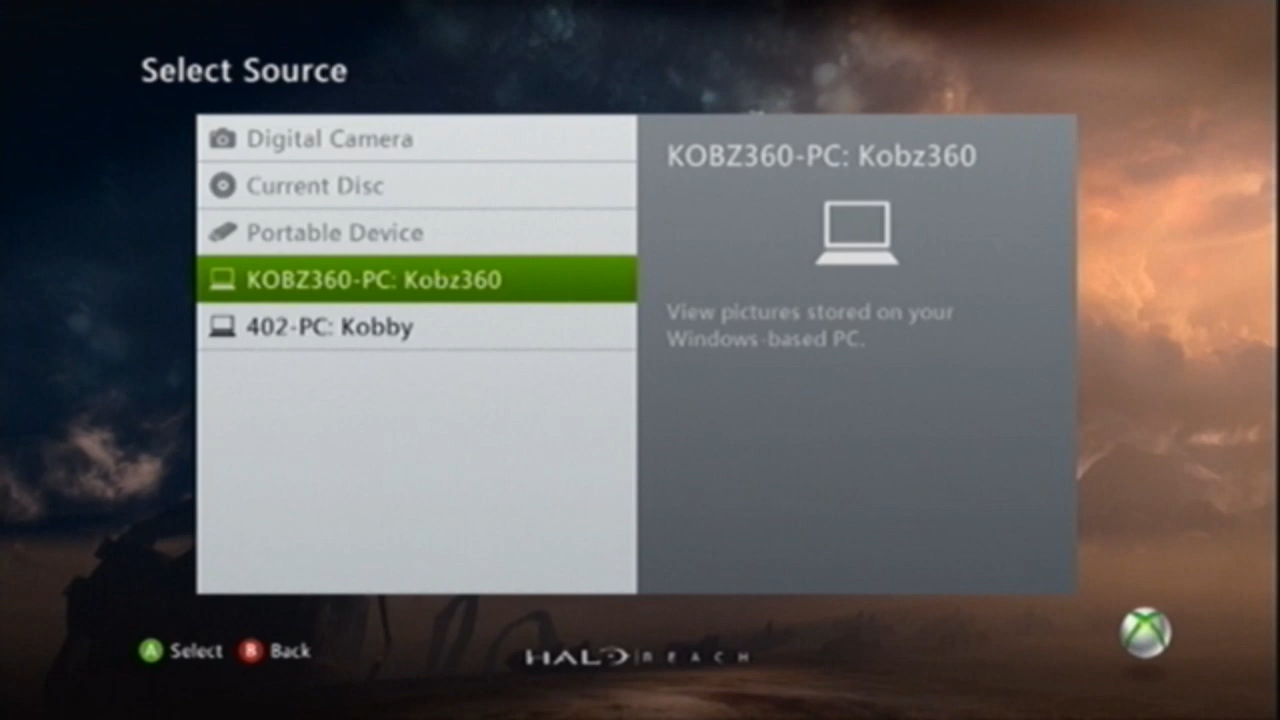 Select Source
Digital Camera
Current Disc
Portable Device
KOBZ360-PC: Kobz360
402-PC: Kobby
KOBZ360-PC: Kobz360
View pictures stored on your
Windows-based PC.
A Select B Back
HALO REACH